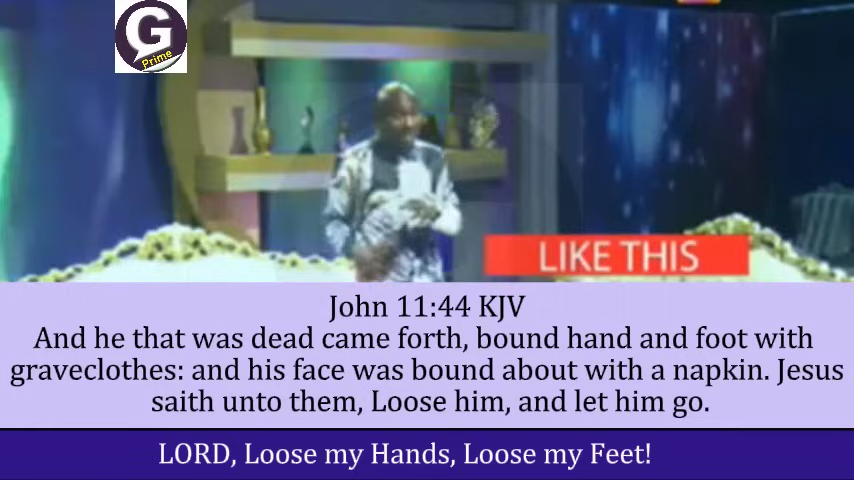 G
Prime
LIKE THIS
John 11:44 KJV
And he that was dead came forth, bound hand and foot with
graveclothes: and his face was bound about with a napkin. Jesus
saith unto them, Loose him, and let him go.
LORD, Loose my Hands, Loose my Feet!